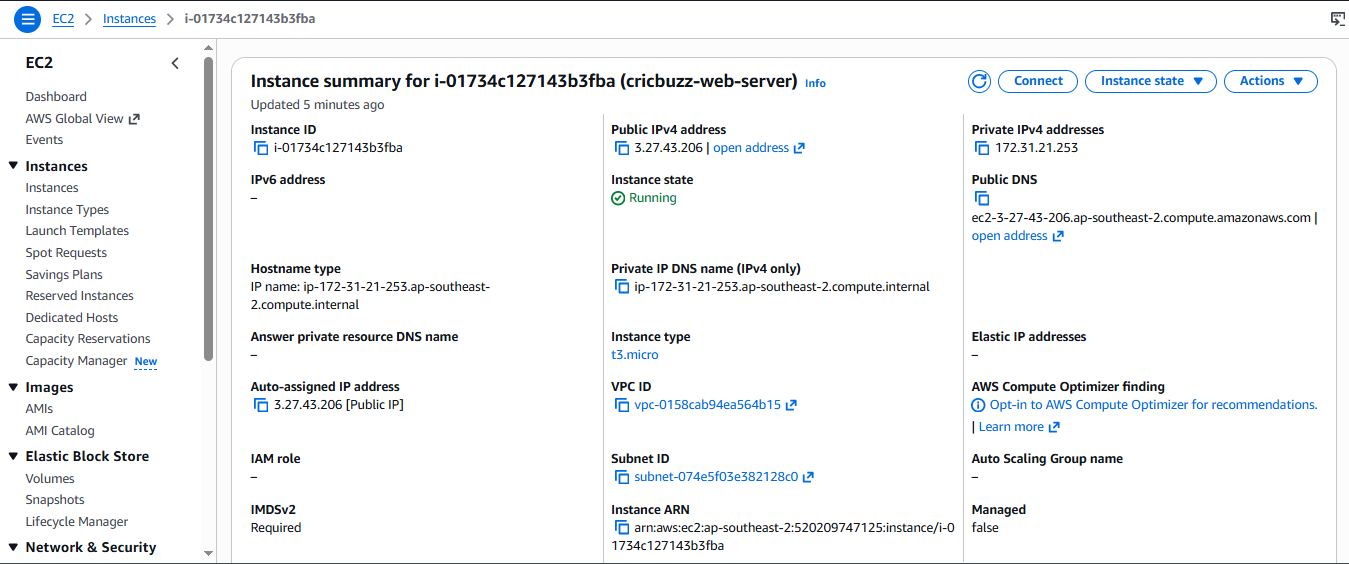 EC2 > Instances > i-01734c127143b3fba
EC2
Dashboard
AWS Global View
Events
Instances
Instances
Instance Types
Launch Templates
Spot Requests
Savings Plans
Reserved Instances
Dedicated Hosts
Capacity Reservations
Capacity Manager New
Images
AMIs
AMI Catalog
Elastic Block Store
Volumes
Snapshots
Lifecycle Manager
Network & Security
Instance summary for i-01734c127143b3fba (cricbuzz-web-server) Info
Updated 5 minutes ago
Connect
Instance state
Actions
Instance ID
i-01734c127143b3fba
Public IPv4 address
3.27.43.206 | open address
Private IPv4 addresses
172.31.21.253
IPv6 address
–
Instance state
Running
Public DNS
ec2-3-27-43-206.ap-southeast-2.compute.amazonaws.com |
open address
Hostname type
IP name: ip-172-31-21-253.ap-southeast-
2.compute.internal
Private IP DNS name (IPv4 only)
ip-172-31-21-253.ap-southeast-2.compute.internal
Answer private resource DNS name
–
Instance type
t3.micro
Elastic IP addresses
–
Auto-assigned IP address
3.27.43.206 [Public IP]
VPC ID
vpc-0158cab94ea564b15
AWS Compute Optimizer finding
Opt-in to AWS Compute Optimizer for recommendations.
| Learn more
IAM role
–
Subnet ID
subnet-074e5f03e382128c0
Auto Scaling Group name
–
IMDSv2
Required
Instance ARN
arn:aws:ec2:ap-southeast-2:520209747125:instance/i-0
1734c127143b3fba
Managed
false